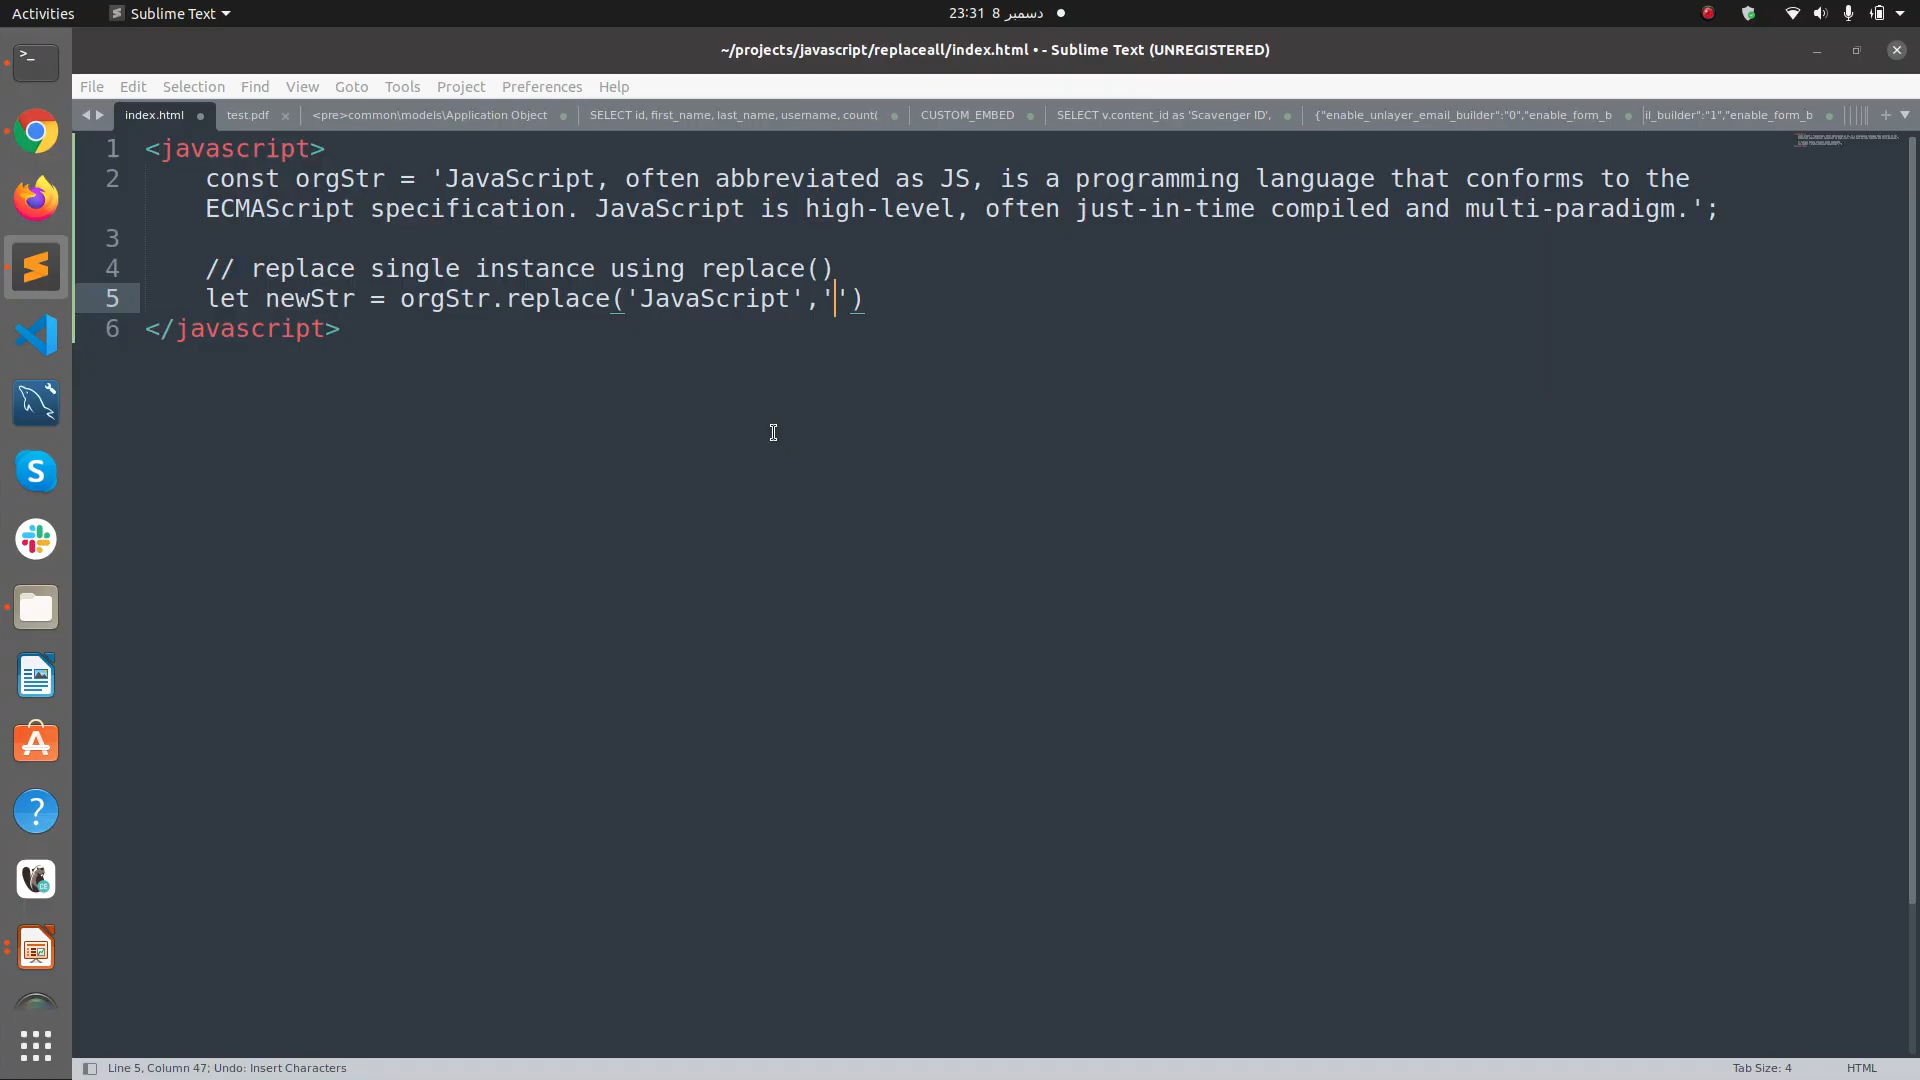 Activities
Sublime Text
23:31 8 دسمبر
~/projects/javascript/replaceall/index.html • - Sublime Text (UNREGISTERED)
File Edit Selection Find View Goto Tools Project Preferences Help
index.html
test.pdf
<pre>common\models\Application Object
SELECT id, first_name, last_name, username, count(
CUSTOM_EMBED
SELECT v.content_id as 'Scavenger ID',
{"enable_unlayer_email_builder":"0","enable_form_b
il_builder":"1","enable_form_b
1 <javascript>
2 const orgStr = 'JavaScript, often abbreviated as JS, is a programming language that conforms to the
ECMAScript specification. JavaScript is high-level, often just-in-time compiled and multi-paradigm.';
3
4 // replace single instance using replace()
5 let newStr = orgStr.replace('JavaScript','')
6 </javascript>
Line 5, Column 47; Undo: Insert Characters
Tab Size: 4
HTML